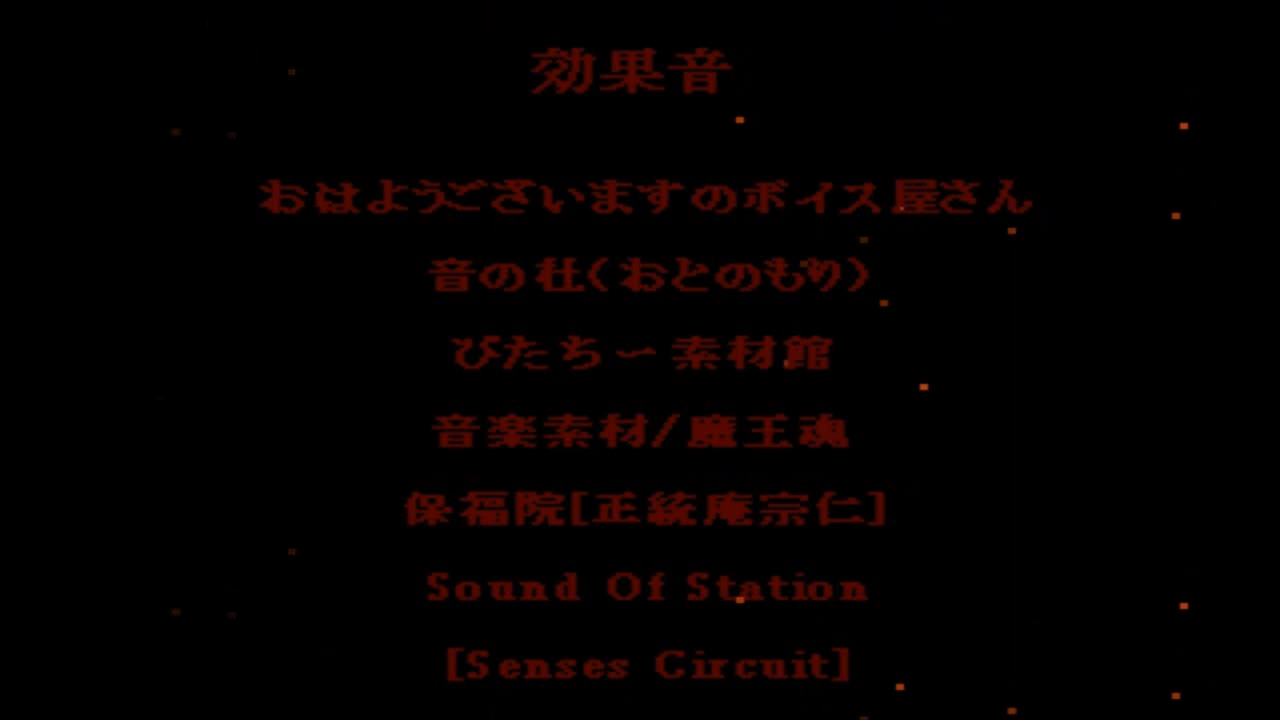 効果音
おはようございますのボイス屋さん
音の杜(おとのもり)
びたちー素材館
音楽素材/魔王魂
保福院[正統庵宗仁]
Sound Of Station
[Senses Circuit]